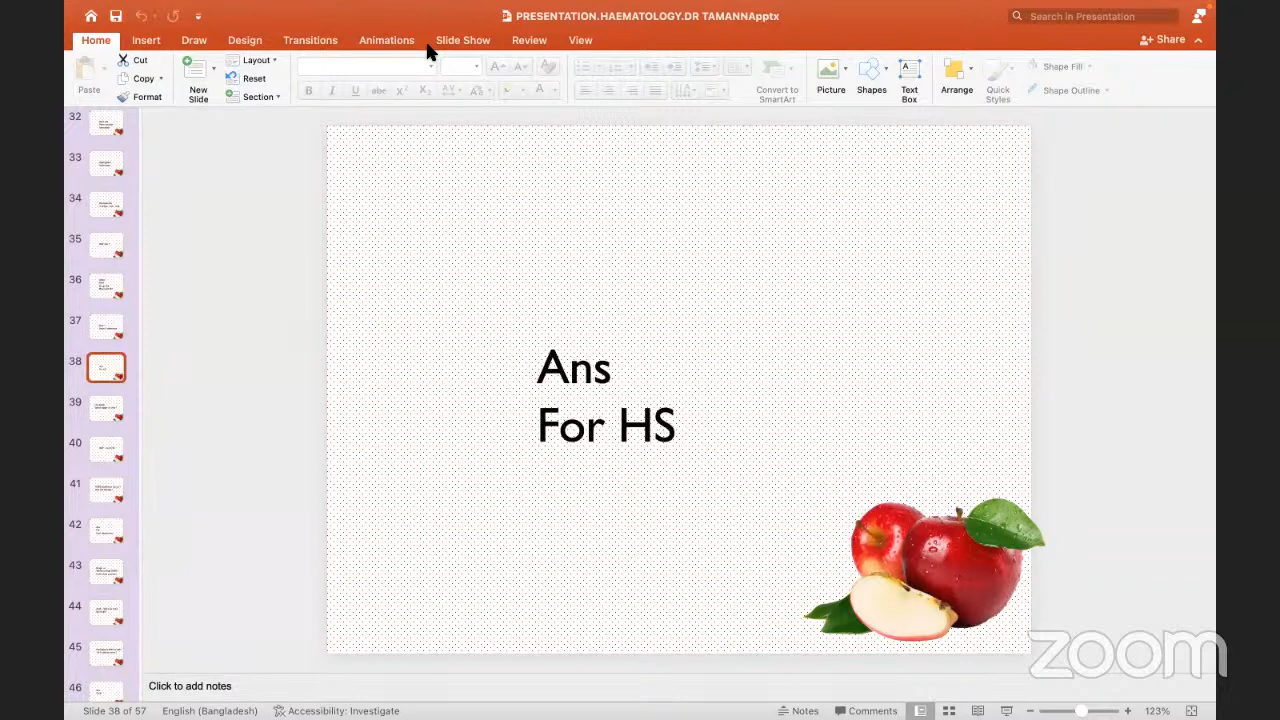 PRESENTATION.HAEMATOLOGY.DR TAMANNApptx
Search in Presentation
Home Insert Draw Design Transitions Animations Slide Show Review View
Share
Paste
Cut
Copy
Format
New Slide
Layout
Reset
Section
Convert to SmartArt
Picture
Shapes
Text Box
Arrange
Quick Styles
Shape Fill
Shape Outline
32
33
34
35
36
37
38
39
40
41
42
43
44
45
46
Ans
For HS
zoom
Click to add notes
Slide 38 of 57 English (Bangladesh) Accessibility: Investigate Notes Comments 123%